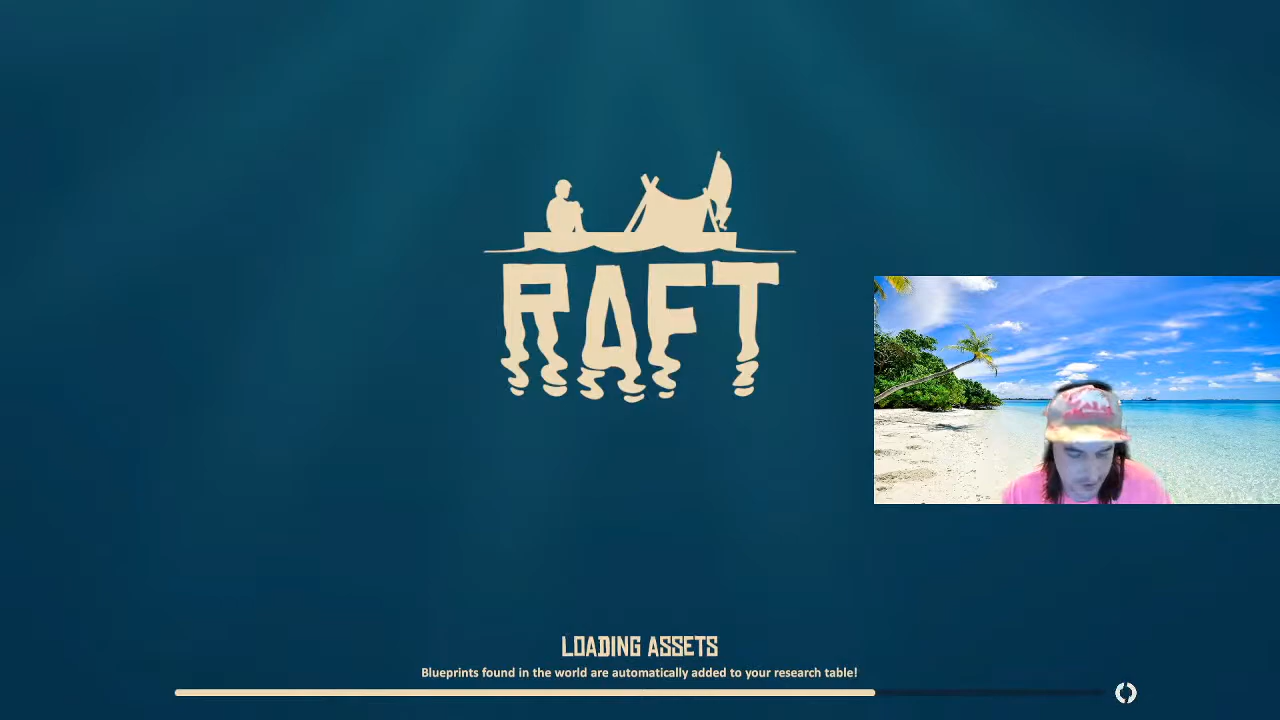 RAFT
LOADING ASSETS
Blueprints found in the world are automatically added to your research table!